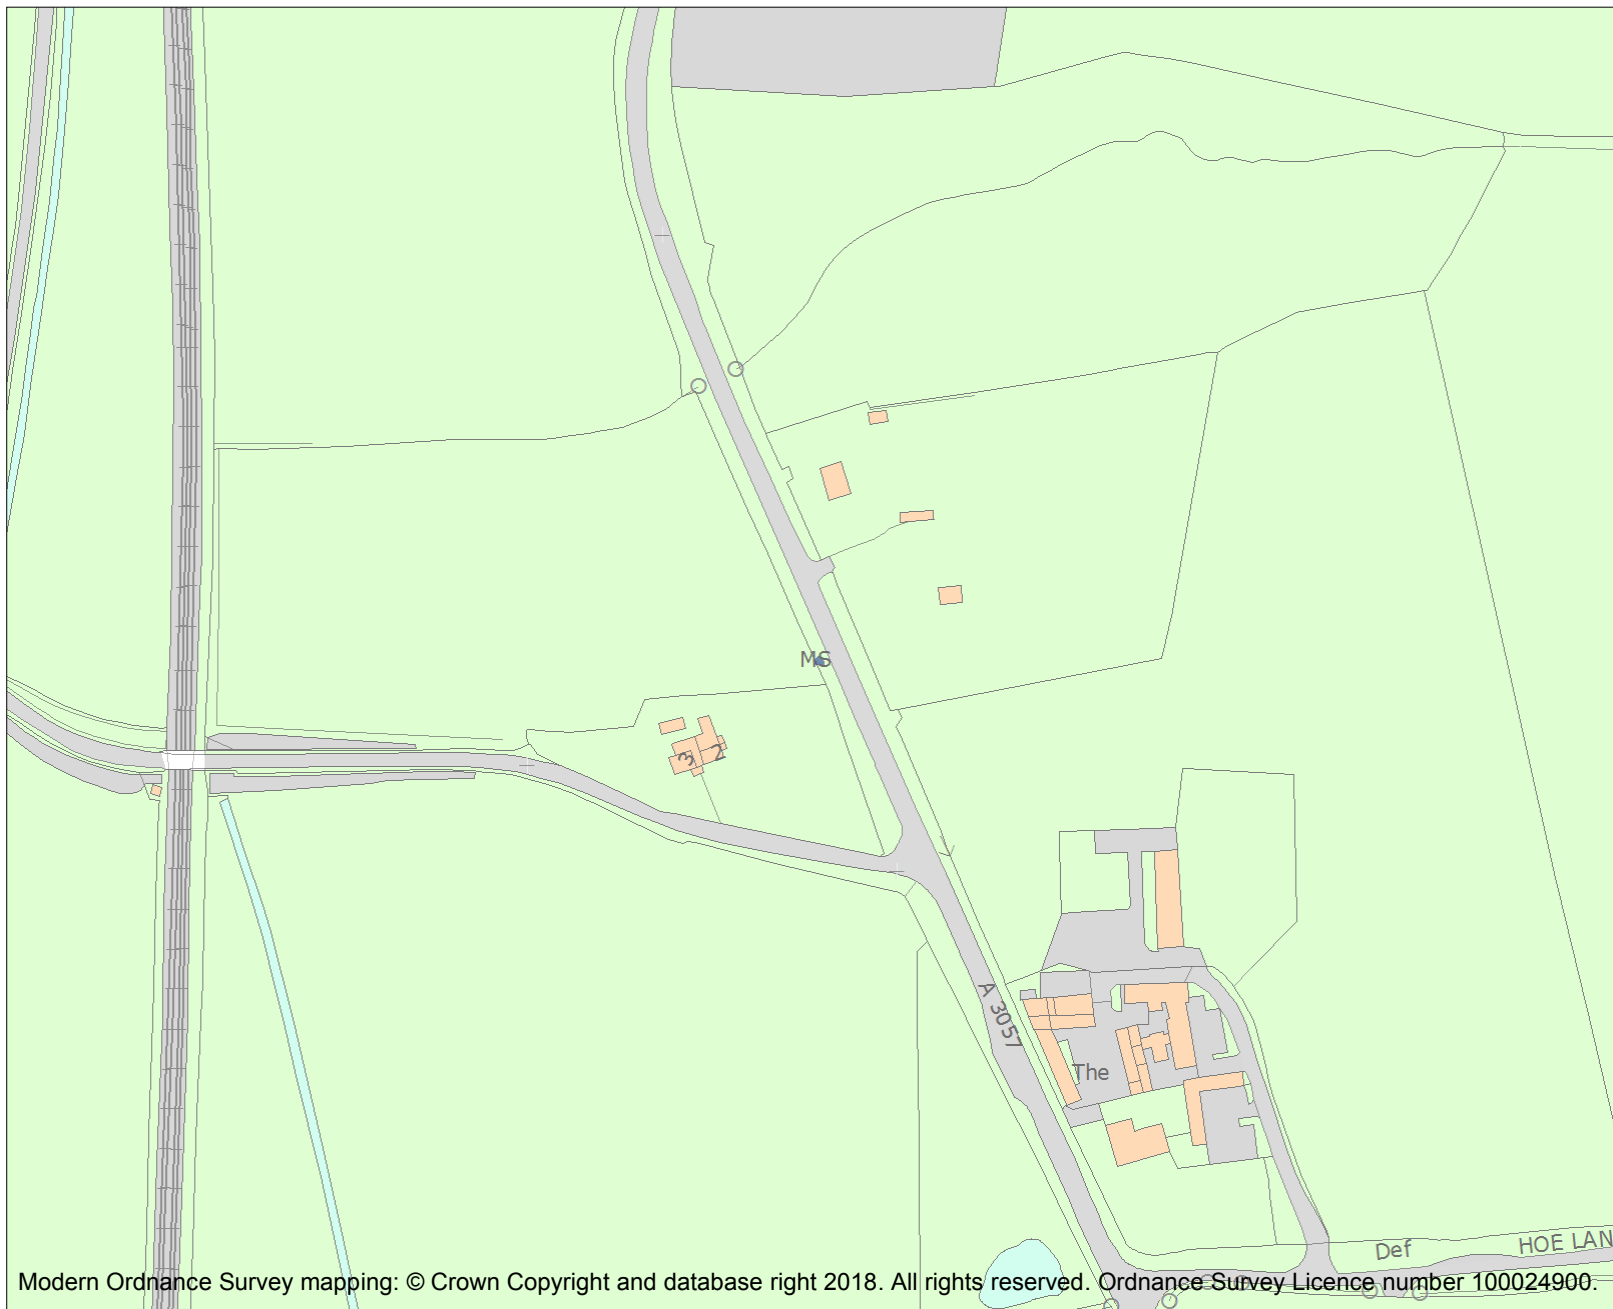 MS
3 2
A 3057
The
Def
HOE LAN
Modern Ordnance Survey mapping: © Crown Copyright and database right 2018. All rights reserved. Ordnance Survey Licence number 100024900.